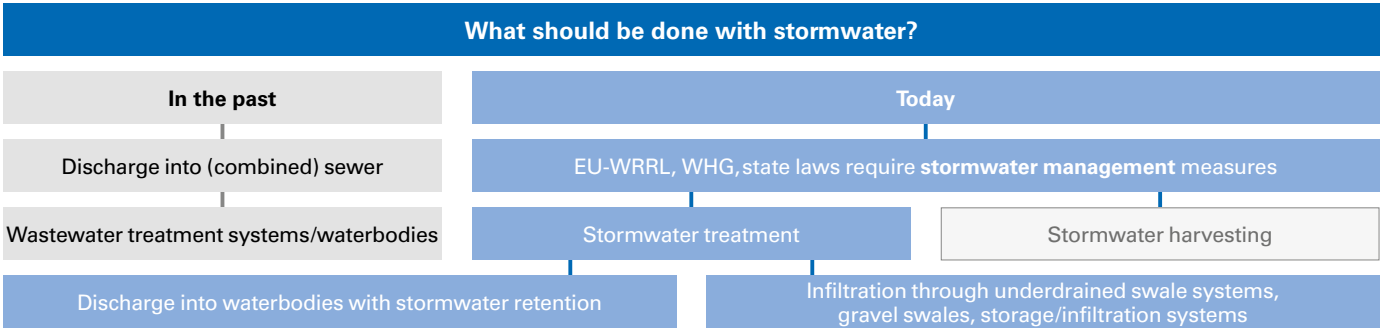 What should be done with stormwater?
In the past
Today
Discharge into (combined) sewer
EU-WRRL, WHG, state laws require stormwater management measures
Wastewater treatment systems/waterbodies
Stormwater treatment
Stormwater harvesting
Discharge into waterbodies with stormwater retention
Infiltration through underdrained swale systems,
gravel swales, storage/infiltration systems